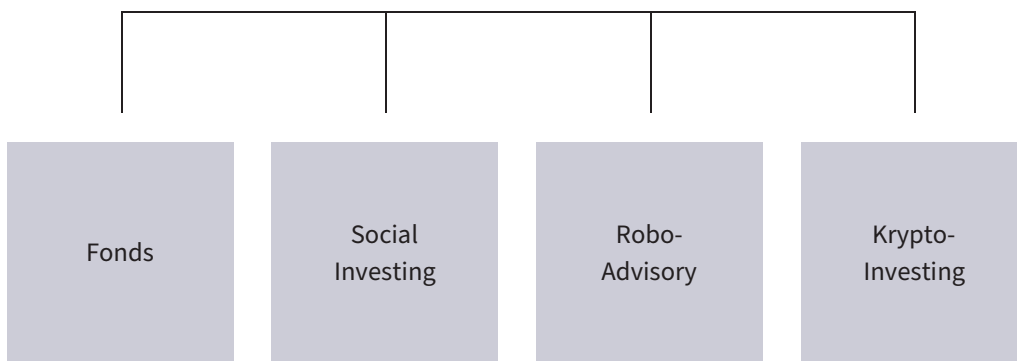 Fonds
Social
Investing
Robo-
Advisory
Krypto-
Investing